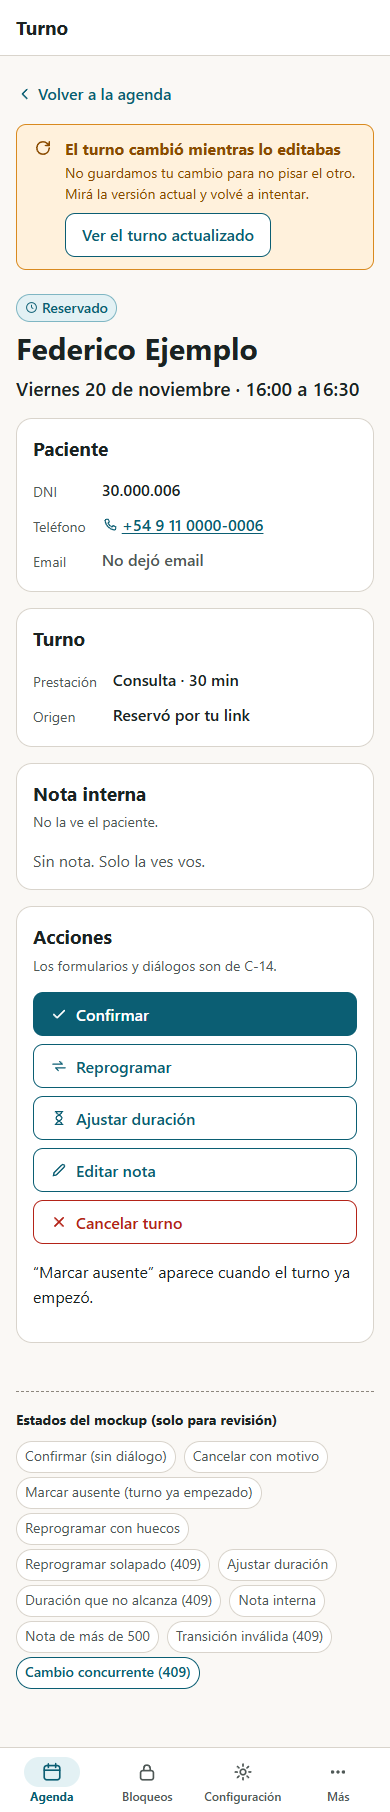 Turno
Volver a la agenda
El turno cambió mientras lo editabas
No guardamos tu cambio para no pisar el otro.
Mirá la versión actual y volvé a intentar.
Ver el turno actualizado
Reservado
Federico Ejemplo
Viernes 20 de noviembre · 16:00 a 16:30
Paciente
DNI 30.000.006
Teléfono +54 9 11 0000-0006
Email No dejó email
Turno
Prestación Consulta · 30 min
Origen Reservó por tu link
Nota interna
No la ve el paciente.
Sin nota. Solo la ves vos.
Acciones
Los formularios y diálogos son de C-14.
Confirmar
Reprogramar
Ajustar duración
Editar nota
Cancelar turno
“Marcar ausente” aparece cuando el turno ya
empezó.
Estados del mockup (solo para revisión)
Confirmar (sin diálogo) Cancelar con motivo
Marcar ausente (turno ya empezado)
Reprogramar con huecos
Reprogramar solapado (409) Ajustar duración
Duración que no alcanza (409) Nota interna
Nota de más de 500 Transición inválida (409)
Cambio concurrente (409)
Agenda Bloqueos Configuración Más